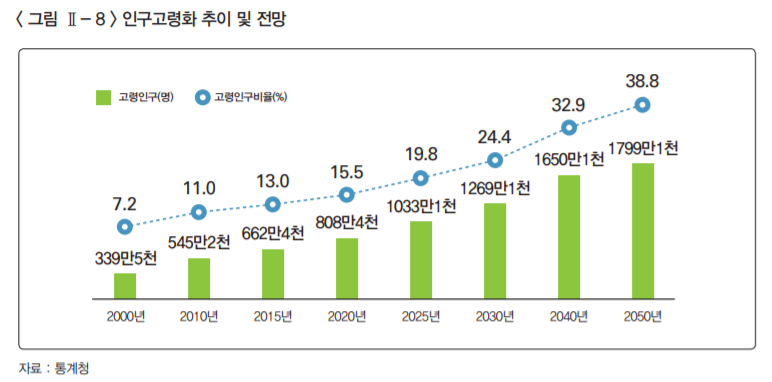 < 그림 Ⅱ-8 > 인구고령화 추이 및 전망
고령인구(명) 고령인구비율(%)
7.2 11.0 13.0 15.5 19.8 24.4 32.9 38.8
339만5천 545만2천 662만4천 808만4천 1033만1천 1269만1천 1650만1천 1799만1천
2000년 2010년 2015년 2020년 2025년 2030년 2040년 2050년
자료 : 통계청